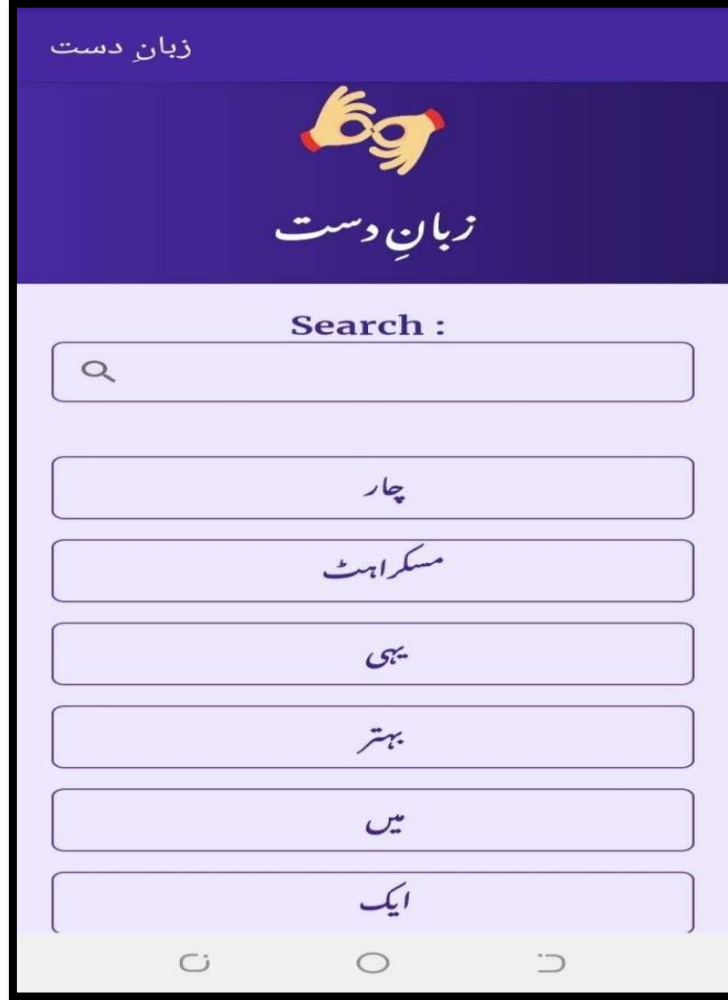 زبانِ دست
زبانِ دست
Search :
چار
مسکراہٹ
یہی
بہتر
میں
ایک